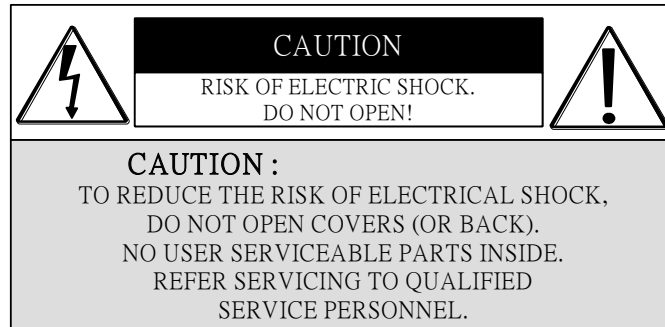 CAUTION
RISK OF ELECTRIC SHOCK.
DO NOT OPEN!
CAUTION :
TO REDUCE THE RISK OF ELECTRICAL SHOCK,
DO NOT OPEN COVERS (OR BACK).
NO USER SERVICEABLE PARTS INSIDE.
REFER SERVICING TO QUALIFIED
SERVICE PERSONNEL.